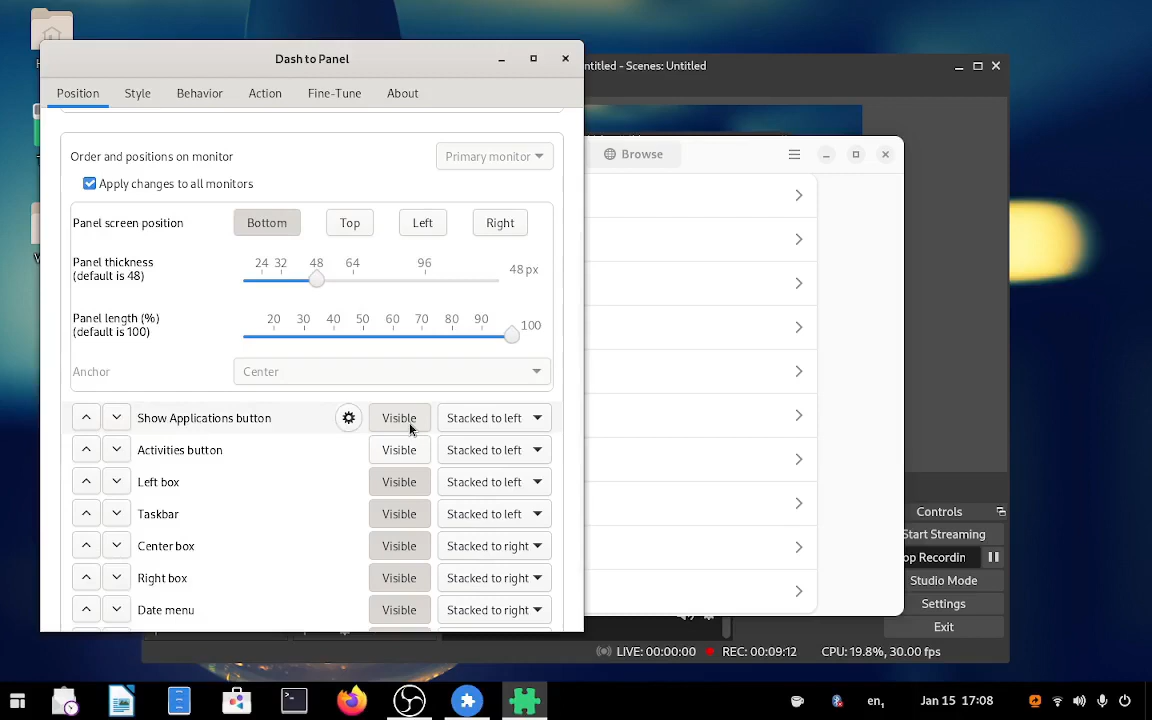 Dash to Panel
Position
Style
Behavior
Action
Fine-Tune
About
Order and positions on monitor
Primary monitor
Apply changes to all monitors
Panel screen position
Bottom
Top
Left
Right
Panel thickness
(default is 48)
24 32 48 64 96
48 px
Panel length (%)
(default is 100)
20 30 40 50 60 70 80 90 100
Anchor
Center
Show Applications button
Visible
Stacked to left
Activities button
Visible
Stacked to left
Left box
Visible
Stacked to left
Taskbar
Visible
Stacked to left
Center box
Visible
Stacked to right
Right box
Visible
Stacked to right
Date menu
Visible
Stacked to right
ntitled - Scenes: Untitled
Browse
Controls
Start Streaming
op Recordin
Studio Mode
Settings
Exit
LIVE: 00:00:00
REC: 00:09:12
CPU: 19.8%, 30.00 fps
en₁
Jan 15 17:08